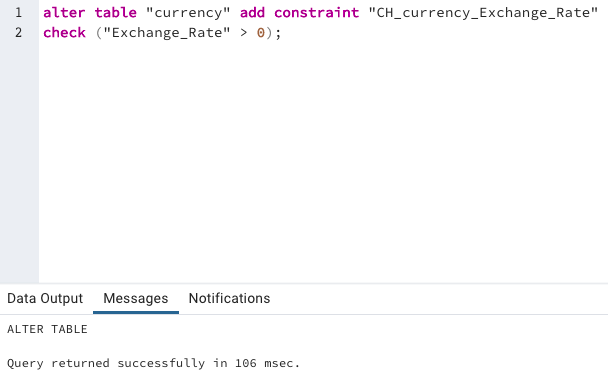 1 alter table "currency" add constraint "CH_currency_Exchange_Rate"
2 check ("Exchange_Rate" > 0);
Data Output Messages Notifications
ALTER TABLE
Query returned successfully in 106 msec.